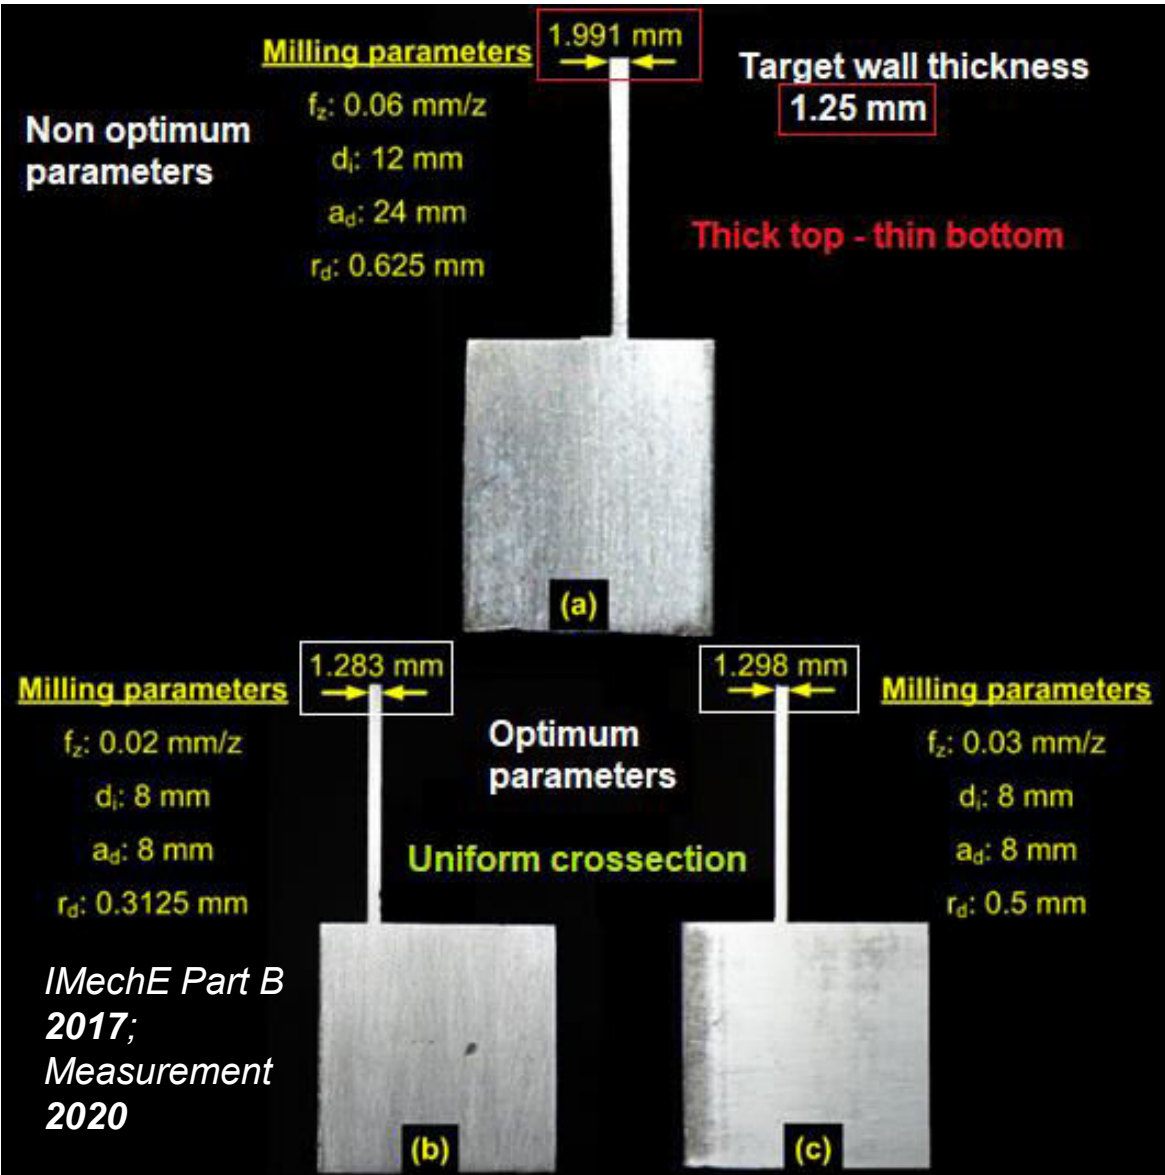 1.991 mm
Milling parameters
f_z: 0.06 mm/z
d_i: 12 mm
a_d: 24 mm
r_d: 0.625 mm
Non optimum
parameters
Target wall thickness
1.25 mm
Thick top - thin bottom
(a)
1.283 mm
Milling parameters
f_z: 0.02 mm/z
d_i: 8 mm
a_d: 8 mm
r_d: 0.3125 mm
Optimum
parameters
Uniform crossection
1.298 mm
Milling parameters
f_z: 0.03 mm/z
d_i: 8 mm
a_d: 8 mm
r_d: 0.5 mm
IMechE Part B
2017;
Measurement
2020
(b)
(c)